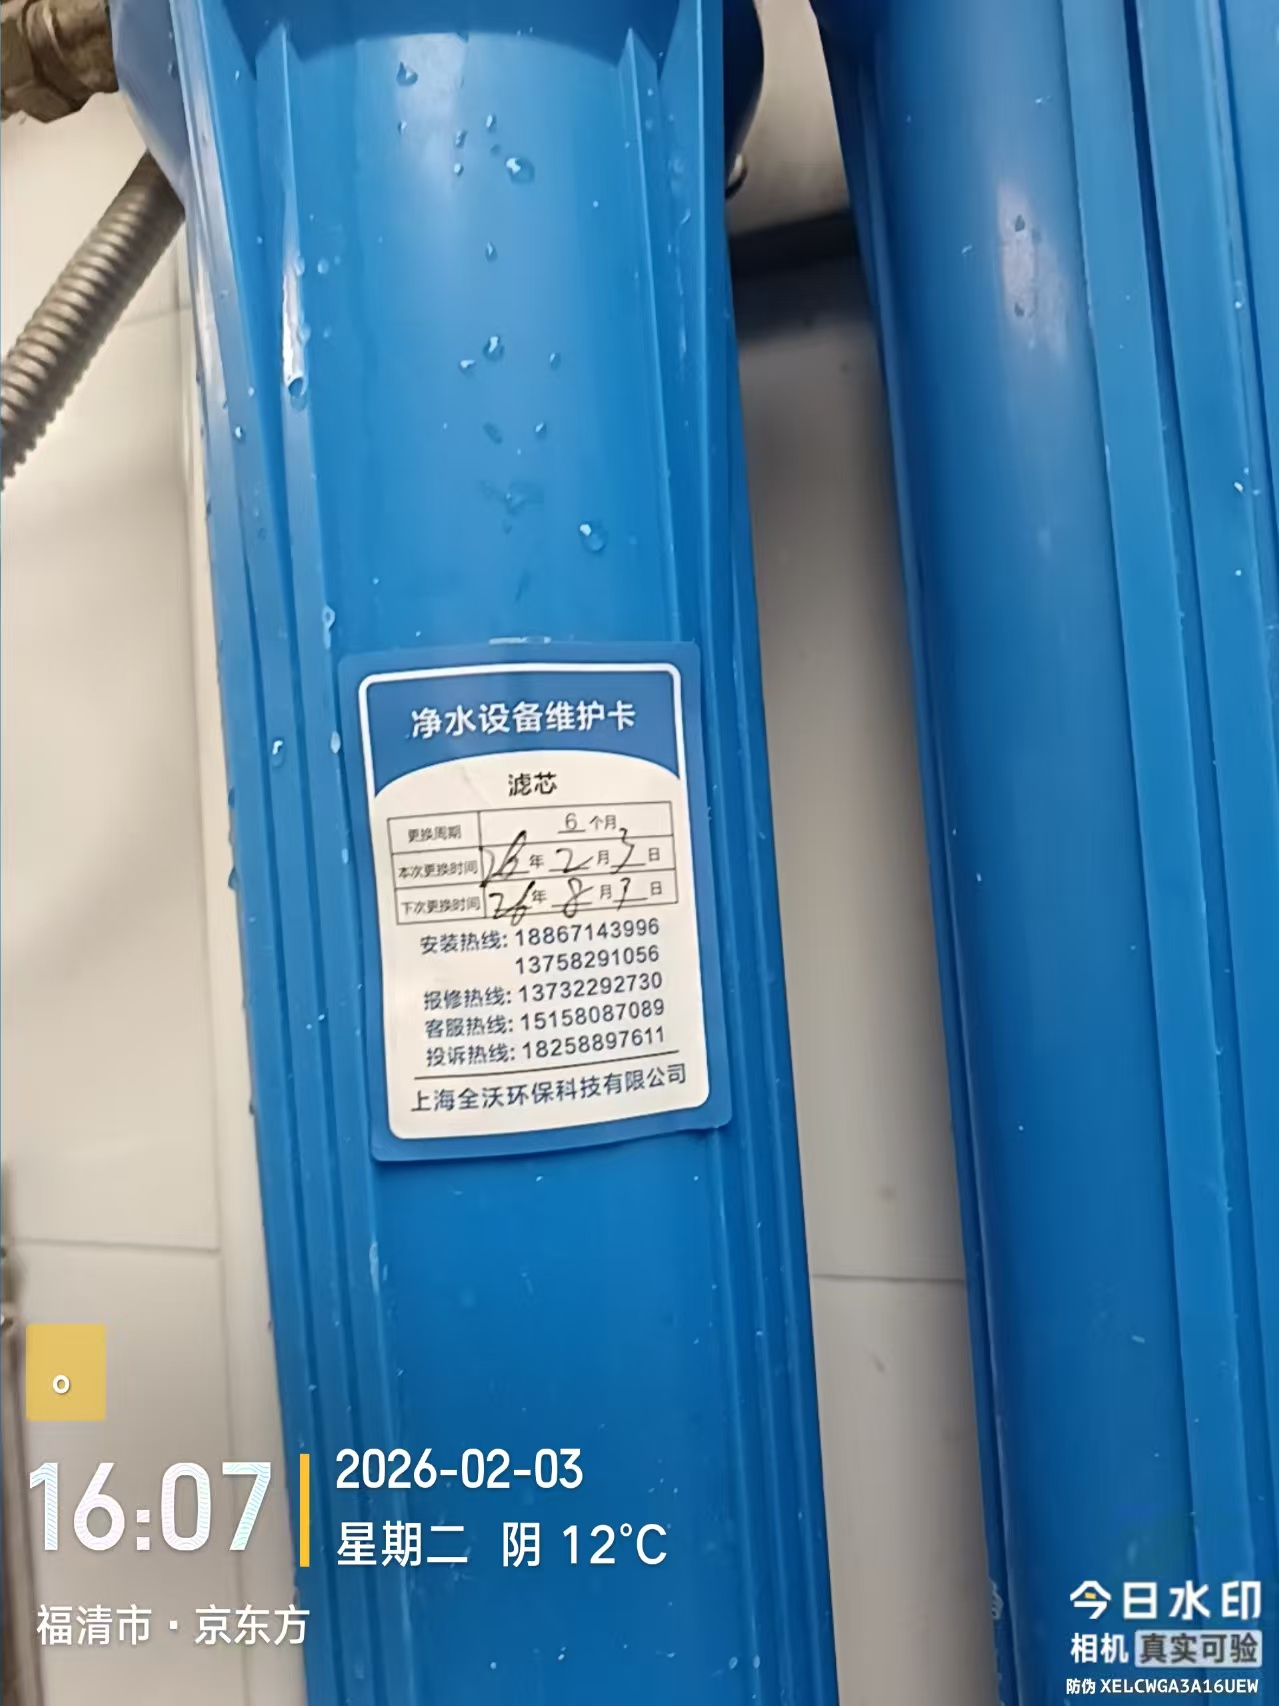 净水设备维护卡
滤芯
更换周期 6 个月
本次更换时间 26年 2月 3日
下次更换时间 26年 8月 日
安装热线: 18867143996
13758291056
报修热线: 13732292730
客服热线: 15158087089
投诉热线: 18258897611
上海全沃环保科技有限公司
16:07
2026-02-03
星期二 阴 12°C
福清市·京东方
今日水印
相机 真实可验
防伪 XELCWGA3A16UEW